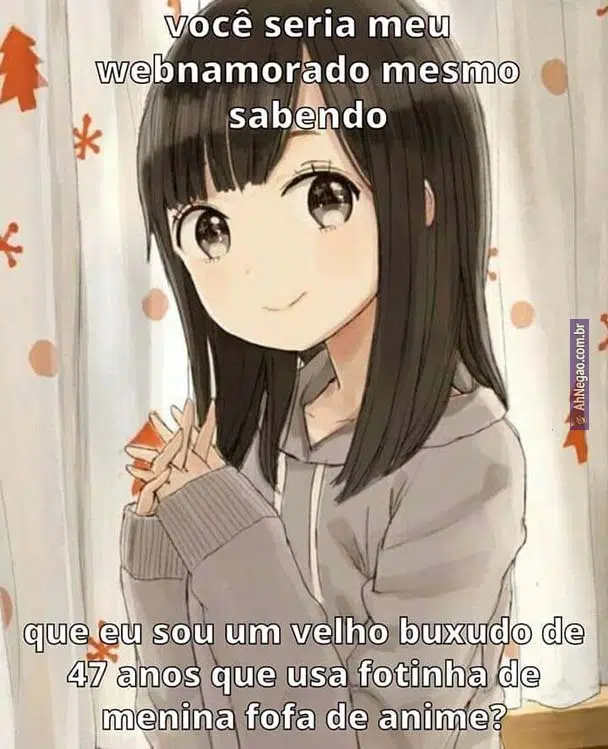 você seria meu
webnamorado mesmo
sabendo
AhNegao.com.br
que eu sou um velho buxudo de
47 anos que usa fotinha de
menina fofa de anime?